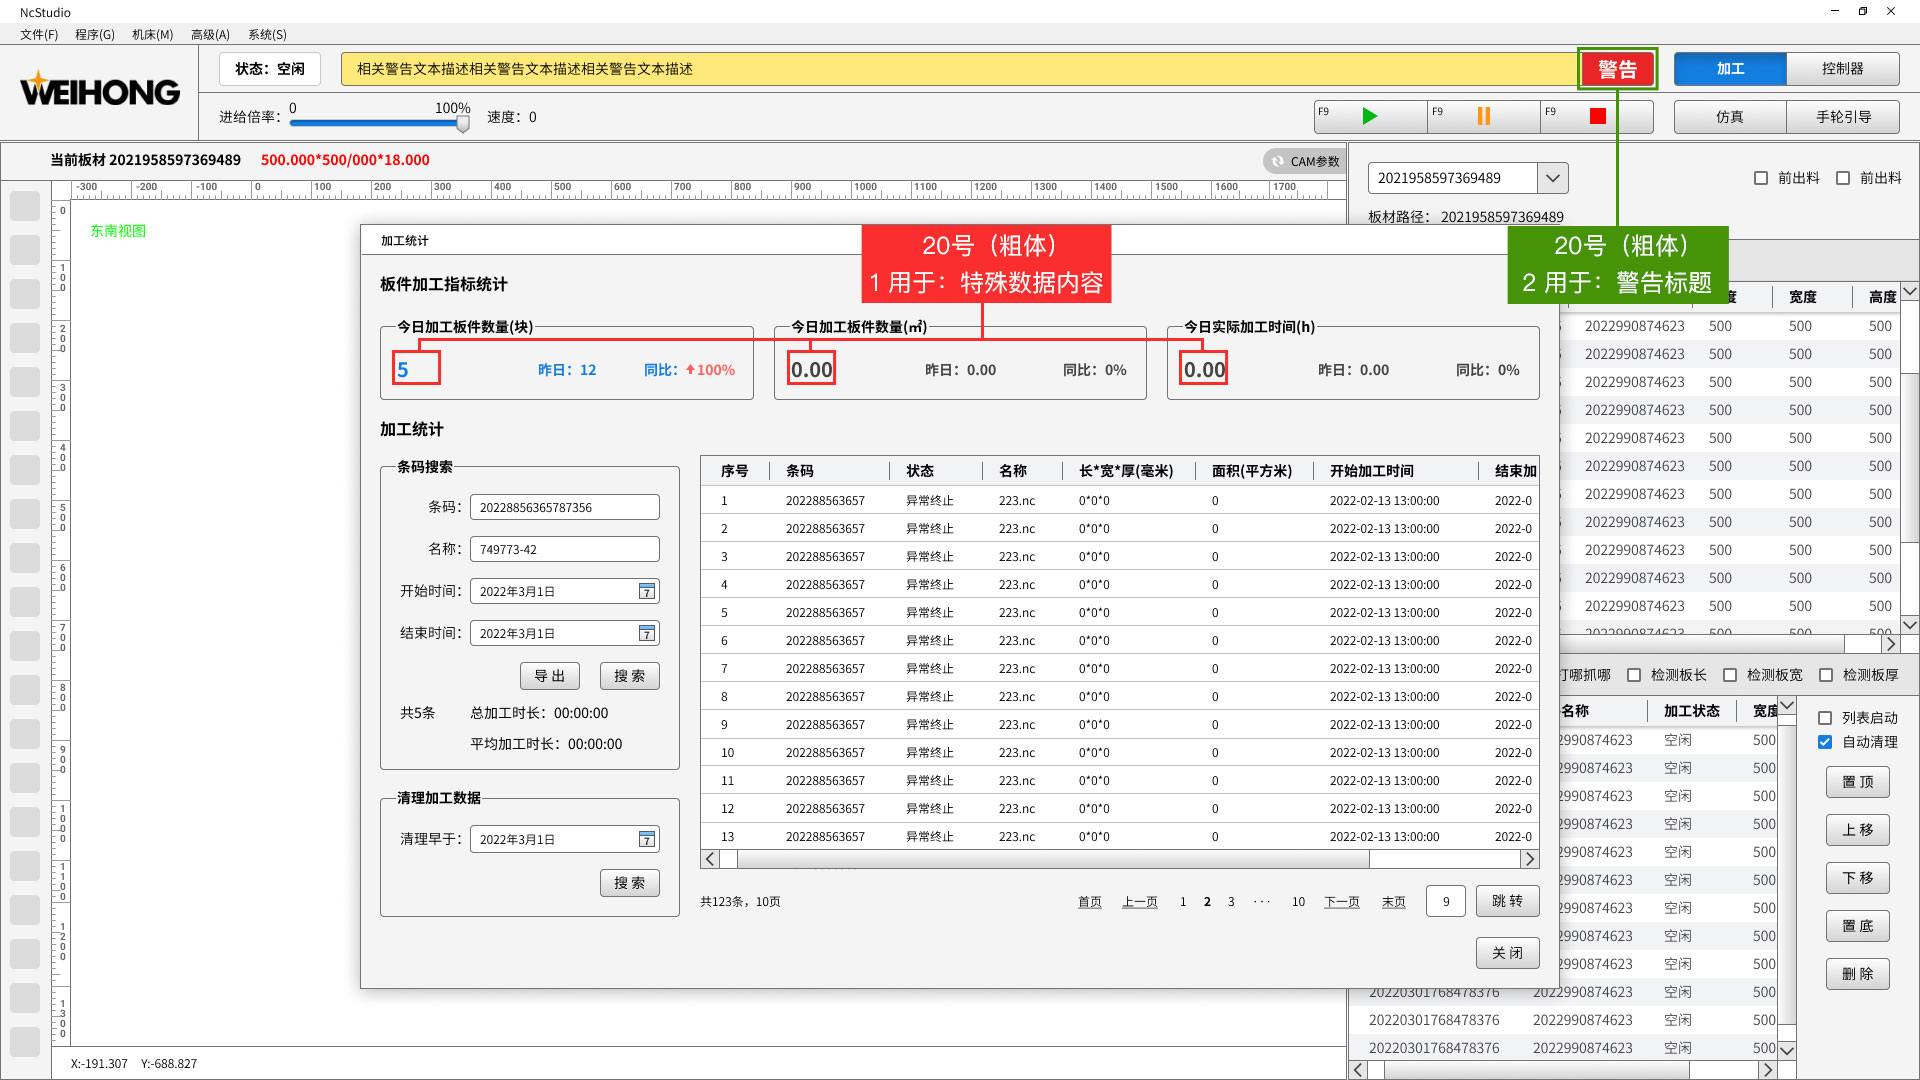 NcStudio
文件(F) 程序(G) 机床(M) 高级(A) 系统(S)
WEIHONG
状态：空闲
相关警告文本描述相关警告文本描述相关警告文本描述
警告
加工 控制器
进给倍率： 0 100% 速度：0
F9 F9 F9
仿真 手轮引导
当前板材 2021958597369489 500.000*500/000*18.000
CAM参数
2021958597369489
前出料 前出料
板材路径： 2021958597369489
-300 -200 -100 0 100 200 300 400 500 600 700 800 900 1000 1100 1200 1300 1400 1500 1600 1700
0
100
200
300
400
500
600
700
800
900
1000
1100
1200
1300
东南视图
加工统计
20号（粗体）
1 用于：特殊数据内容
20号（粗体）
2 用于：警告标题
板件加工指标统计
今日加工板件数量(块)
5 昨日：12 同比： 100%
今日加工板件数量(㎡)
0.00 昨日：0.00 同比：0%
今日实际加工时间(h)
0.00 昨日：0.00 同比：0%
加工统计
条码搜索
条码： 20228856365787356
名称： 749773-42
开始时间： 2022年3月1日 7
结束时间： 2022年3月1日 7
导 出 搜 索
共5条 总加工时长：00:00:00
平均加工时长：00:00:00
清理加工数据
清理早于： 2022年3月1日 7
搜 索
序号 条码 状态 名称 长*宽*厚(毫米) 面积(平方米) 开始加工时间 结束加
1 202288563657 异常终止 223.nc 0*0*0 0 2022-02-13 13:00:00 2022-0
2 202288563657 异常终止 223.nc 0*0*0 0 2022-02-13 13:00:00 2022-0
3 202288563657 异常终止 223.nc 0*0*0 0 2022-02-13 13:00:00 2022-0
4 202288563657 异常终止 223.nc 0*0*0 0 2022-02-13 13:00:00 2022-0
5 202288563657 异常终止 223.nc 0*0*0 0 2022-02-13 13:00:00 2022-0
6 202288563657 异常终止 223.nc 0*0*0 0 2022-02-13 13:00:00 2022-0
7 202288563657 异常终止 223.nc 0*0*0 0 2022-02-13 13:00:00 2022-0
8 202288563657 异常终止 223.nc 0*0*0 0 2022-02-13 13:00:00 2022-0
9 202288563657 异常终止 223.nc 0*0*0 0 2022-02-13 13:00:00 2022-0
10 202288563657 异常终止 223.nc 0*0*0 0 2022-02-13 13:00:00 2022-0
11 202288563657 异常终止 223.nc 0*0*0 0 2022-02-13 13:00:00 2022-0
12 202288563657 异常终止 223.nc 0*0*0 0 2022-02-13 13:00:00 2022-0
13 202288563657 异常终止 223.nc 0*0*0 0 2022-02-13 13:00:00 2022-0
共123条，10页 首页 上一页 1 2 3 ··· 10 下一页 末页 9 跳 转
关 闭
度 宽度 高度
2022990874623 500 500 500
2022990874623 500 500 500
2022990874623 500 500 500
2022990874623 500 500 500
2022990874623 500 500 500
2022990874623 500 500 500
2022990874623 500 500 500
2022990874623 500 500 500
2022990874623 500 500 500
2022990874623 500 500 500
2022990874623 500 500 500
2022990874623 500 500 500
打哪抓哪 检测板长 检测板宽 检测板厚
名称 加工状态 宽度
2990874623 空闲 500
2990874623 空闲 500
2990874623 空闲 500
2990874623 空闲 500
2990874623 空闲 500
2990874623 空闲 500
2990874623 空闲 500
2990874623 空闲 500
2990874623 空闲 500
20220301768478376 2022990874623 空闲 500
20220301768478376 2022990874623 空闲 500
20220301768478376 2022990874623 空闲 500
列表启动
自动清理
置 顶
上 移
下 移
置 底
删 除
X:-191.307 Y:-688.827